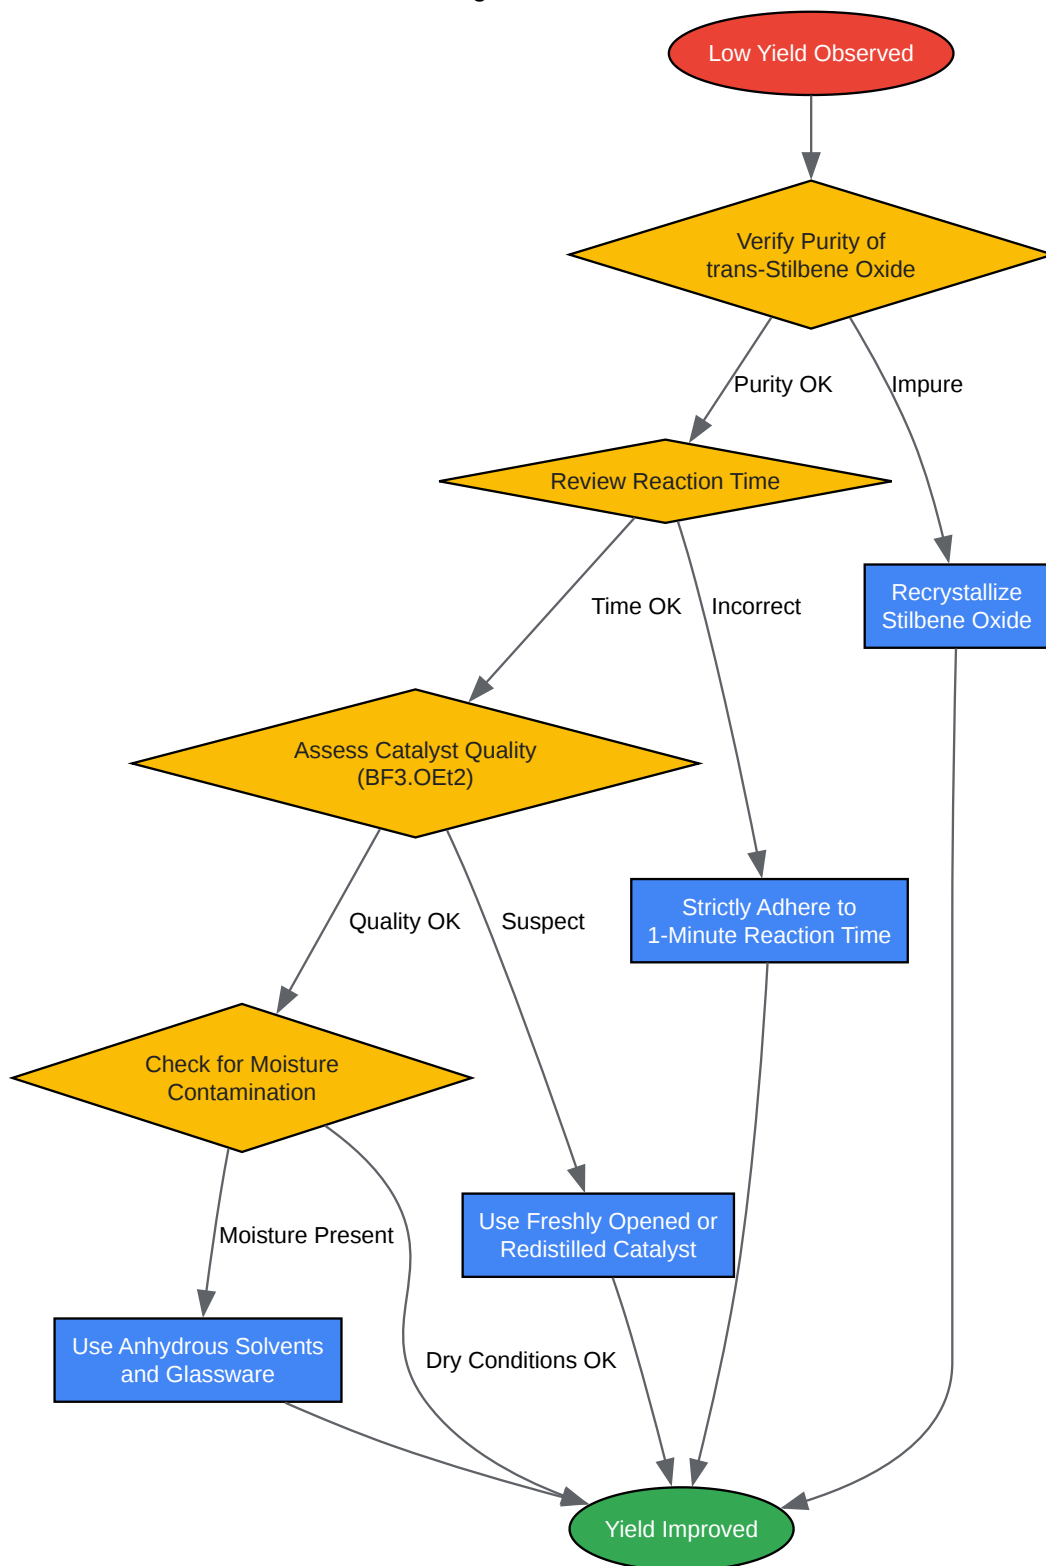 Low Yield Observed
Verify Purity of
trans-Stilbene Oxide
Purity OK
Impure
Review Reaction Time
Recrystallize
Stilbene Oxide
Time OK
Incorrect
Assess Catalyst Quality
(BF3.OEt2)
Strictly Adhere to
1-Minute Reaction Time
Quality OK
Suspect
Check for Moisture
Contamination
Use Freshly Opened or
Redistilled Catalyst
Moisture Present
Use Anhydrous Solvents
and Glassware
Dry Conditions OK
Yield Improved